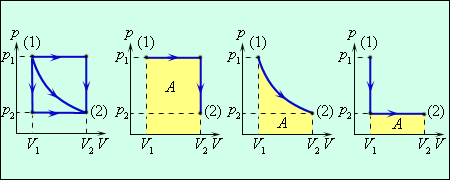 p
(1)
p₁
p₂
(2)
V₁
V₂ V
p
(1)
p₁
A
p₂
(2)
V₁
V₂ V
p
(1)
p₁
p₂
(2)
A
V₁
V₂ V
p
(1)
p₁
p₂
(2)
A
V₁
V₂ V